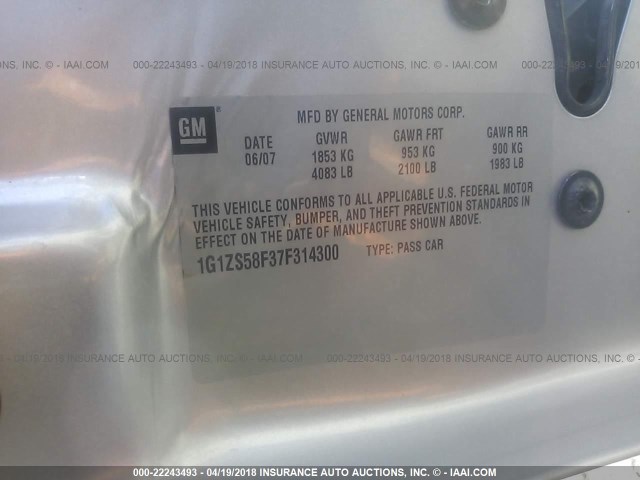 000-22243493 - 04/19/2018 INSURANCE AUTO AUCTIONS, INC. - IAAI.COM
GM
MFD BY GENERAL MOTORS CORP.
DATE GVWR GAWR FRT GAWR RR
06/07 1853 KG 953 KG 900 KG
4083 LB 2100 LB 1983 LB
THIS VEHICLE CONFORMS TO ALL APPLICABLE U.S. FEDERAL MOTOR
VEHICLE SAFETY, BUMPER, AND THEFT PREVENTION STANDARDS IN
EFFECT ON THE DATE OF MANUFACTURE SHOWN ABOVE.
1G1ZS58F37F314300 TYPE: PASS CAR
000-22243493 - 04/19/2018 INSURANCE AUTO AUCTIONS, INC. - IAAI.COM
000-22243493 - 04/19/2018 INSURANCE AUTO AUCTIONS, INC. - IAAI.COM